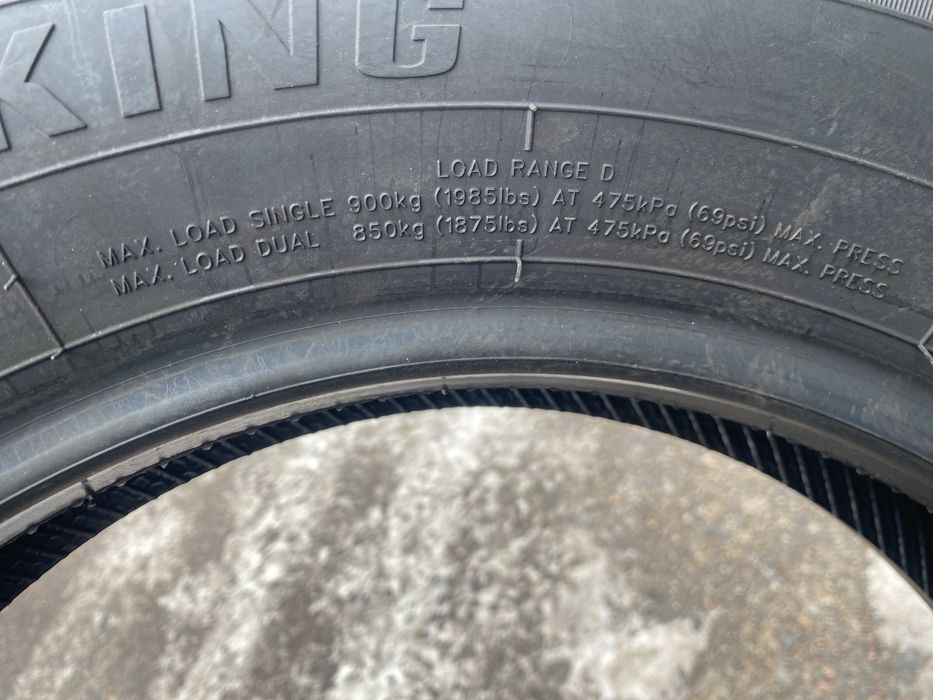 KING
LOAD RANGE D
MAX. LOAD SINGLE 900kg (1985lbs) AT 475kPa (69psi) MAX. PRESS
MAX. LOAD DUAL 850kg (1875lbs) AT 475kPa (69psi) MAX. PRESS